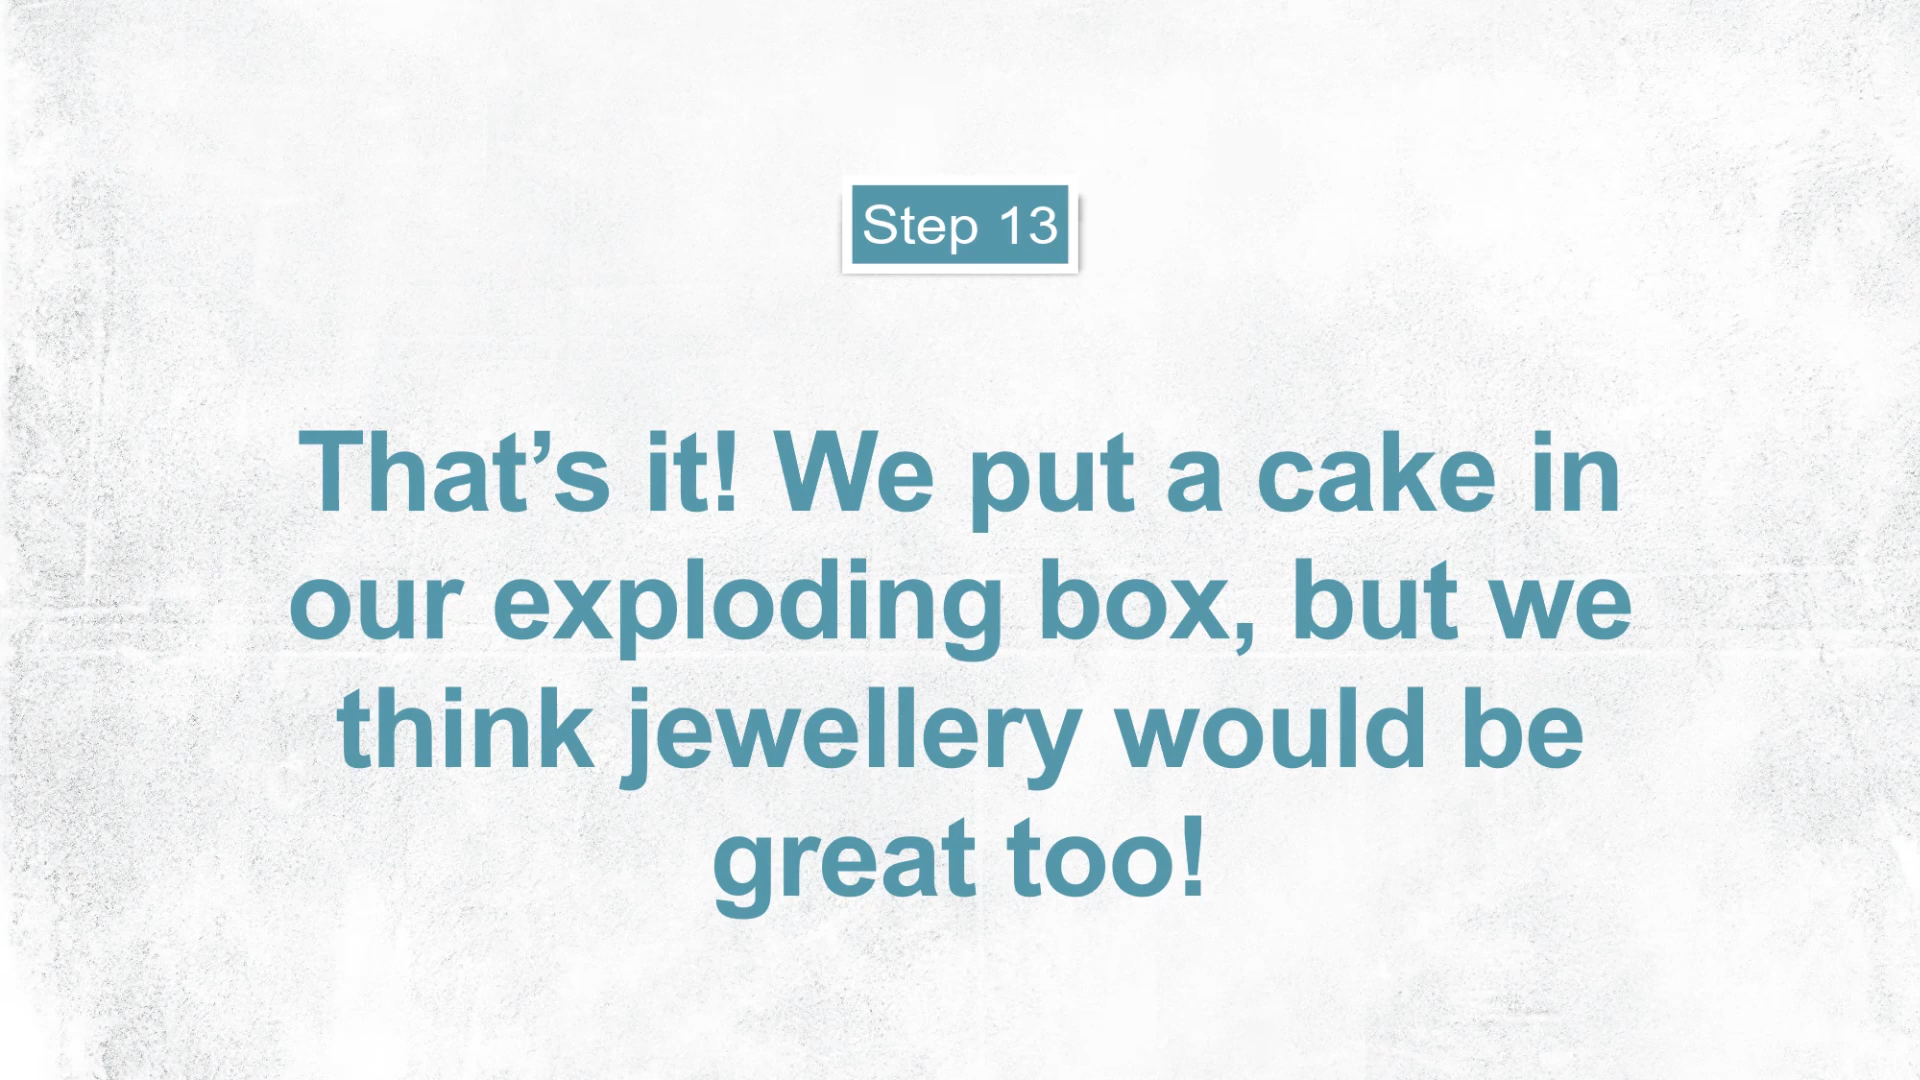 Step 13
That’s it! We put a cake in
our exploding box, but we
think jewellery would be
great too!